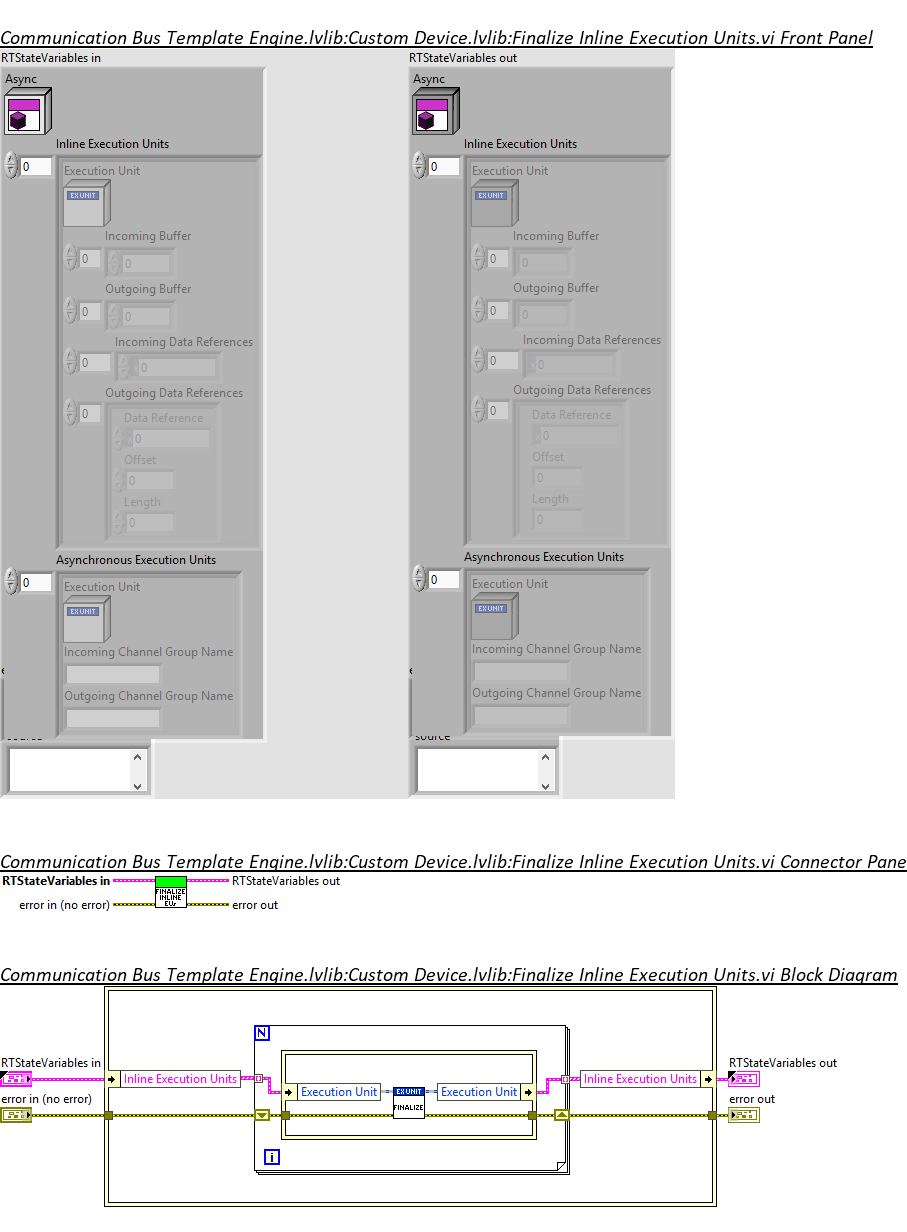 Communication Bus Template Engine.lvlib:Custom Device.lvlib:Finalize Inline Execution Units.vi Front Panel
RTStateVariables in
RTStateVariables out
Async
Async
Inline Execution Units
Inline Execution Units
0
0
Execution Unit
Execution Unit
EX UNIT
EX UNIT
Incoming Buffer
Incoming Buffer
0 0
0 0
Outgoing Buffer
Outgoing Buffer
0 0
0 0
Incoming Data References
Incoming Data References
0 0
0 0
Outgoing Data References
Outgoing Data References
0
0
Data Reference
Data Reference
0
0
Offset
Offset
0
0
Length
Length
0
0
Asynchronous Execution Units
Asynchronous Execution Units
0
0
Execution Unit
Execution Unit
EX UNIT
EX UNIT
Incoming Channel Group Name
Incoming Channel Group Name
Outgoing Channel Group Name
Outgoing Channel Group Name
source
source
Communication Bus Template Engine.lvlib:Custom Device.lvlib:Finalize Inline Execution Units.vi Connector Pane
RTStateVariables in
RTStateVariables out
FINALIZE
INLINE
EUs
error in (no error)
error out
Communication Bus Template Engine.lvlib:Custom Device.lvlib:Finalize Inline Execution Units.vi Block Diagram
N
RTStateVariables in
RTStateVariables out
Inline Execution Units
Inline Execution Units
Execution Unit
EX UNIT
Execution Unit
error in (no error)
error out
FINALIZE
i